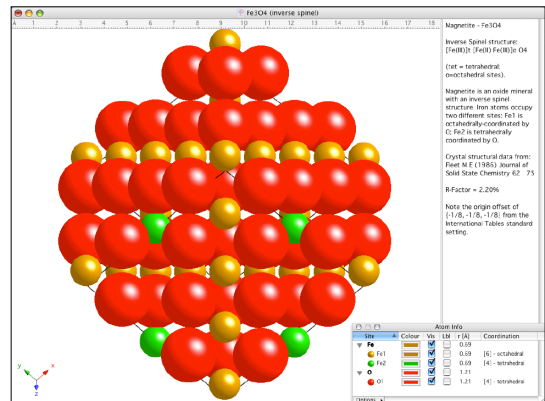 Fe3O4 (inverse spinel)
Å 1 2 3 4 5 6 7 8 9 10 11 12 13 14 15 16 17 18
Magnetite - Fe3O4
Inverse Spinel structure:
[Fe(III)]t [Fe(II) Fe(III)]o O4
(tet = tetrahedral;
o=octahedral sites).
Magnetite is an oxide mineral
with an inverse spinel
structure. Iron atoms occupy
two different sites: Fe1 is
octahedrally-coordinated by
O; Fe2 is tetrahedrally
coordinated by O.
Crystal structural data from:
Fleet M E (1986) Journal of
Solid State Chemistry 62 75
R-Factor = 2.20%
Note the origin offset of
(-1/8, -1/8, -1/8) from the
International Tables standard
setting.
y x
z
Atom Info
Site Colour Vis Lbl r [Å] Coordination
Fe 0.69
Fe1 0.69 [6] - octahedral
Fe2 0.69 [4] - tetrahedral
O 1.21
O1 1.21 [4] - tetrahedral
Options